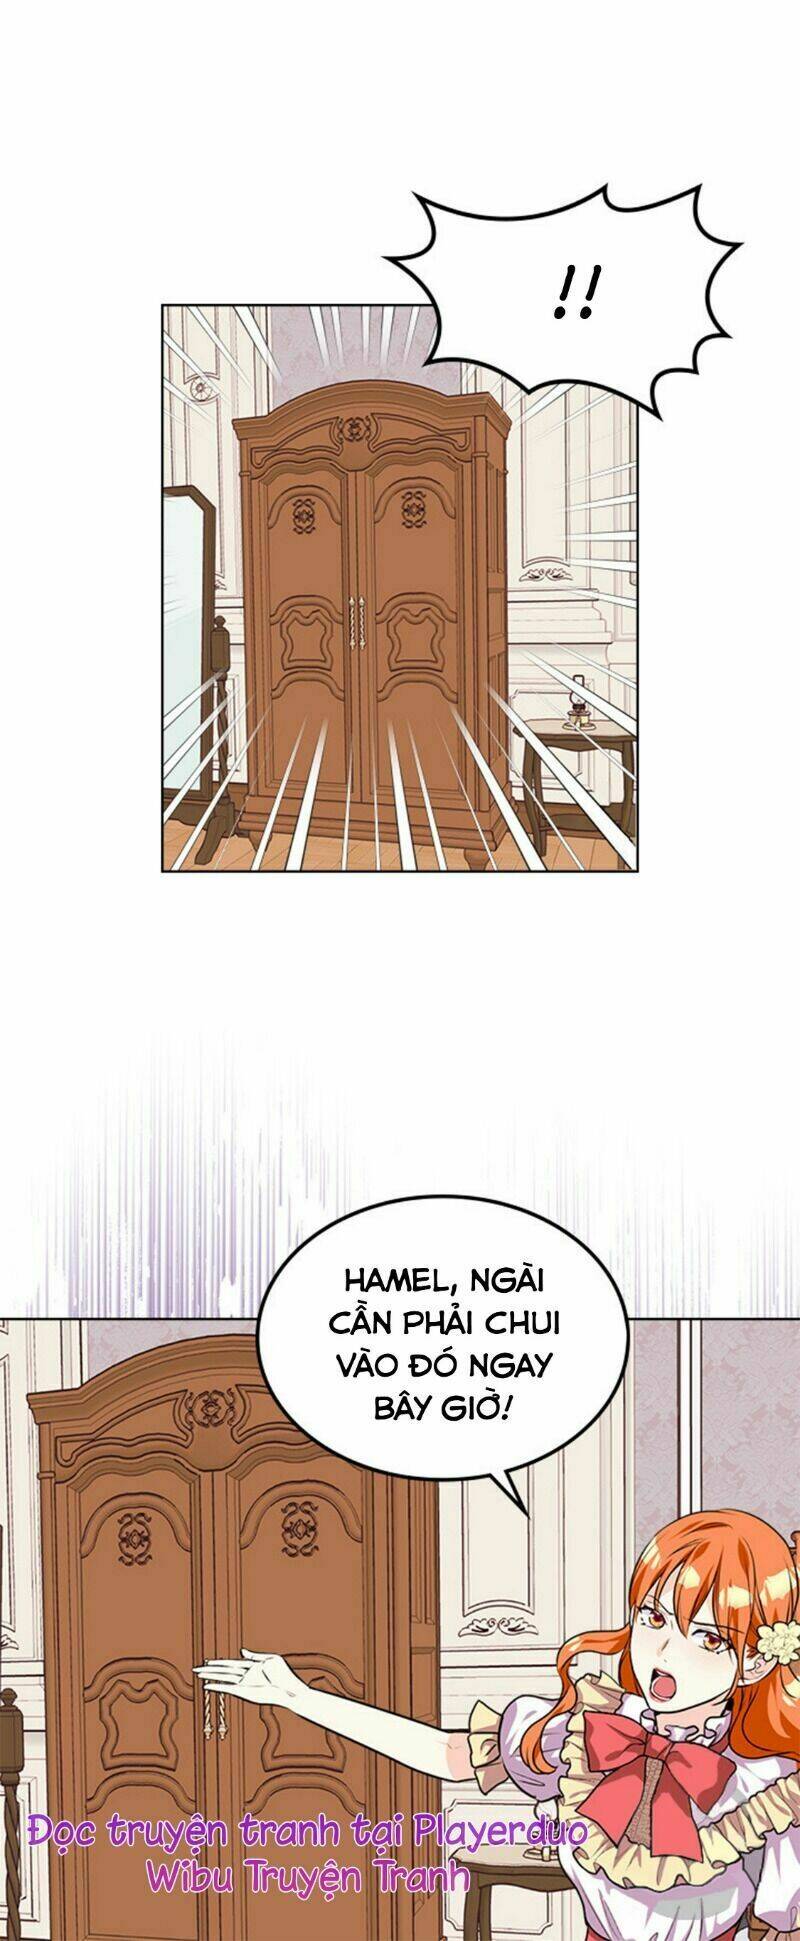 !!
HAMEL, NGÀI
CẦN PHẢI CHUI
VÀO ĐÓ NGAY
BÂY GIỜ!
Đọc truyện tranh tại Playerduo
Wibu Truyện Tranh